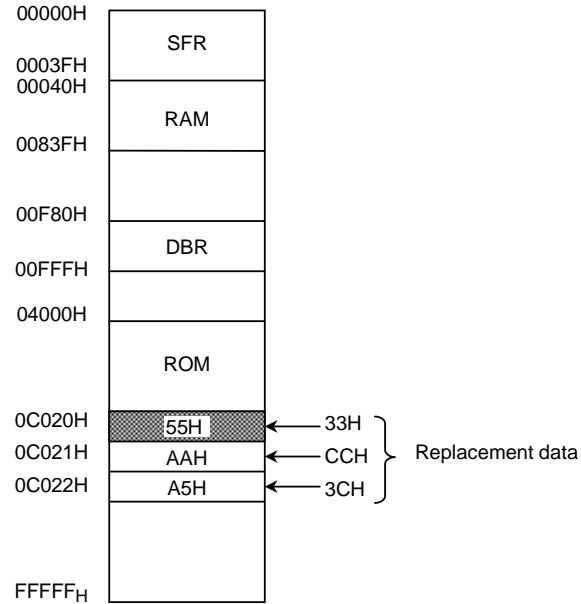 00000H
SFR
0003FH
00040H
RAM
0083FH
00F80H
DBR
00FFFH
04000H
ROM
0C020H 55H 33H
0C021H AAH CCH Replacement data
0C022H A5H 3CH
FFFFFH